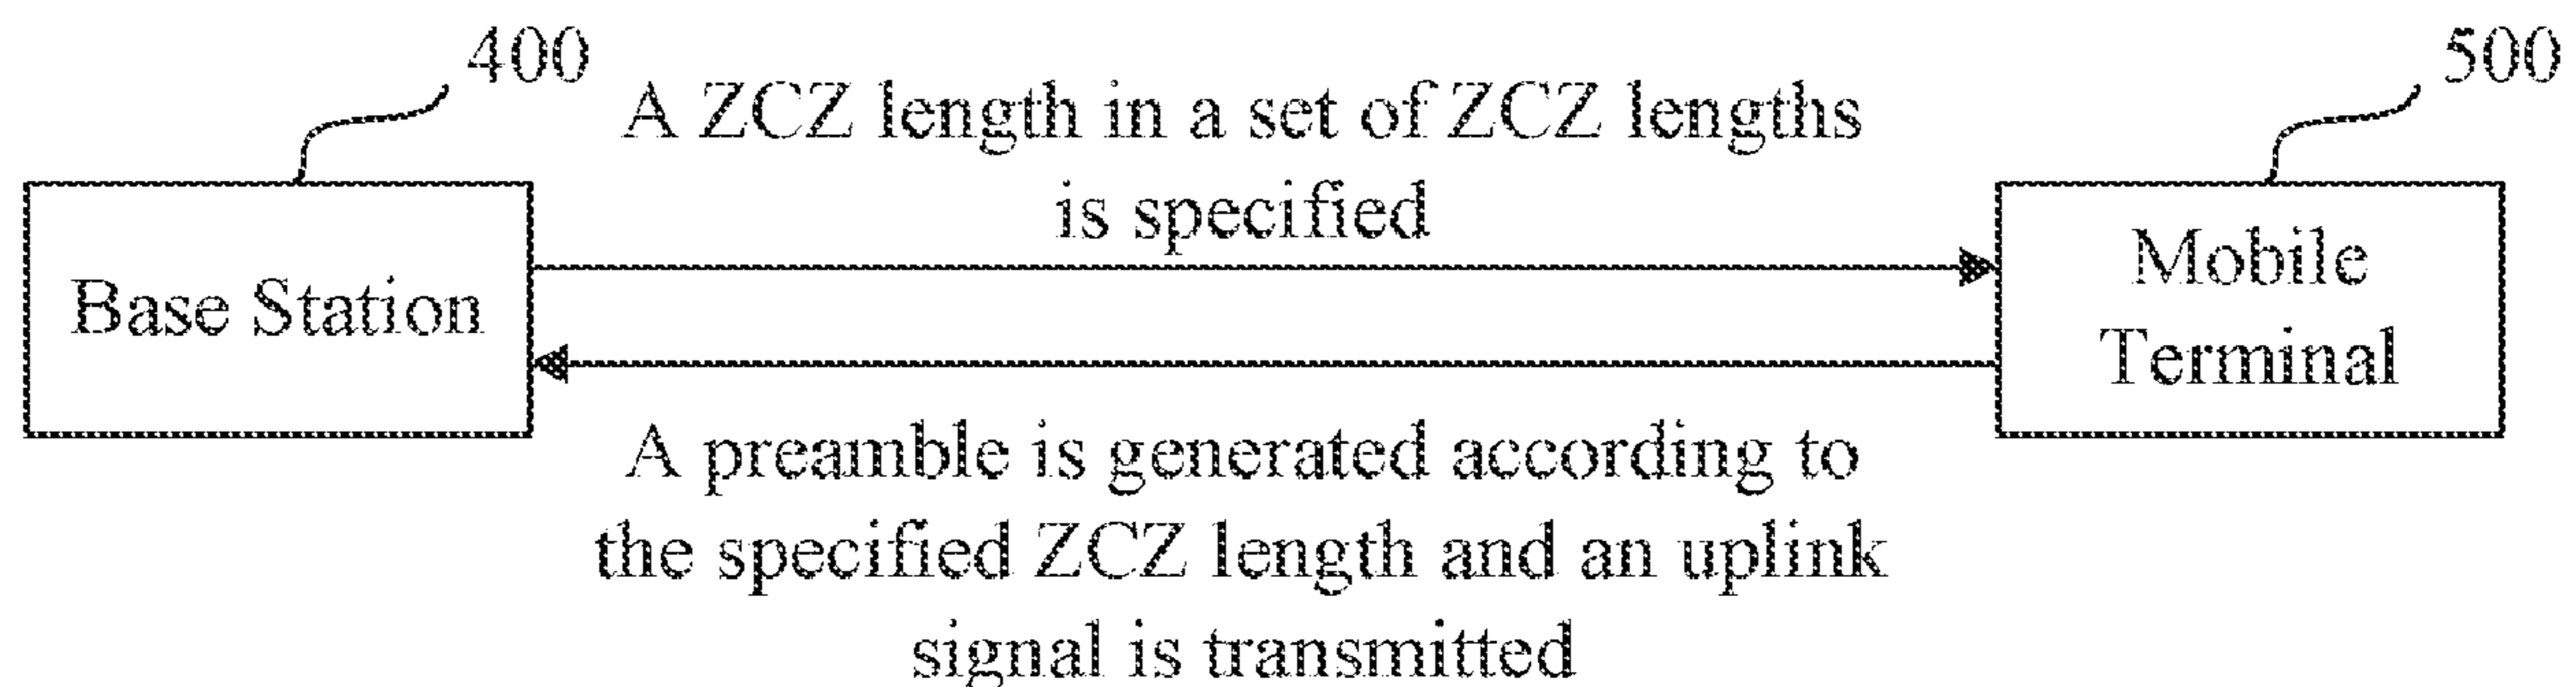 400
500
A ZCZ length in a set of ZCZ lengths
is specified
Base Station
Mobile
Terminal
A preamble is generated according to
the specified ZCZ length and an uplink
signal is transmitted